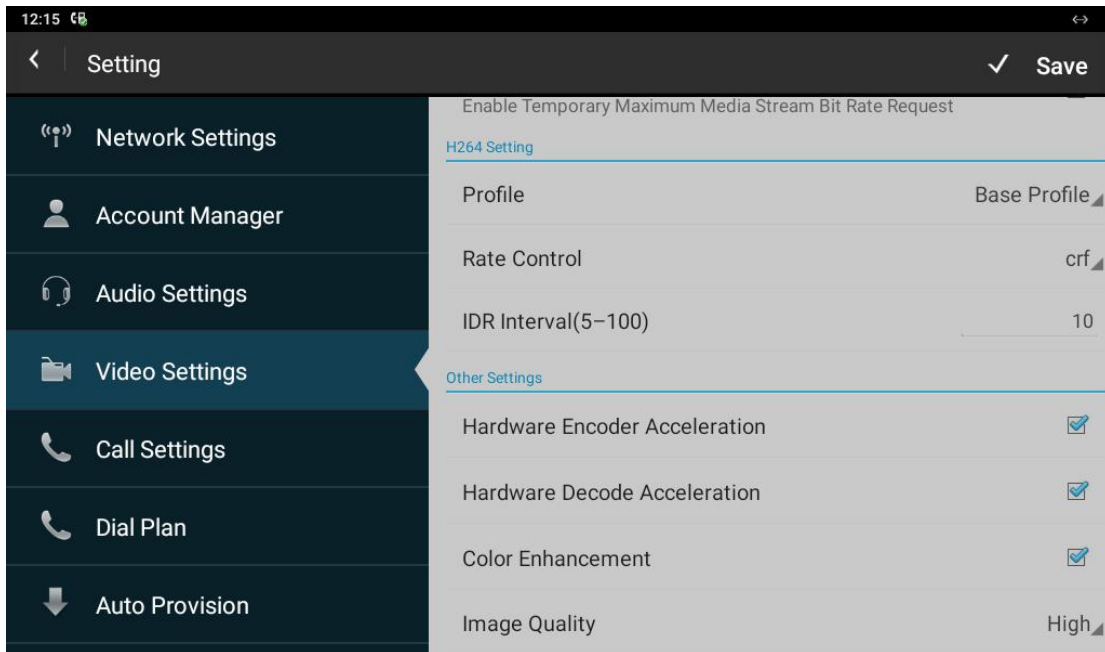 12:15
Setting
Save
Network Settings
Account Manager
Audio Settings
Video Settings
Call Settings
Dial Plan
Auto Provision
Enable Temporary Maximum Media Stream Bit Rate Request
H264 Setting
Profile Base Profile
Rate Control crf
IDR Interval(5–100) 10
Other Settings
Hardware Encoder Acceleration
Hardware Decode Acceleration
Color Enhancement
Image Quality High